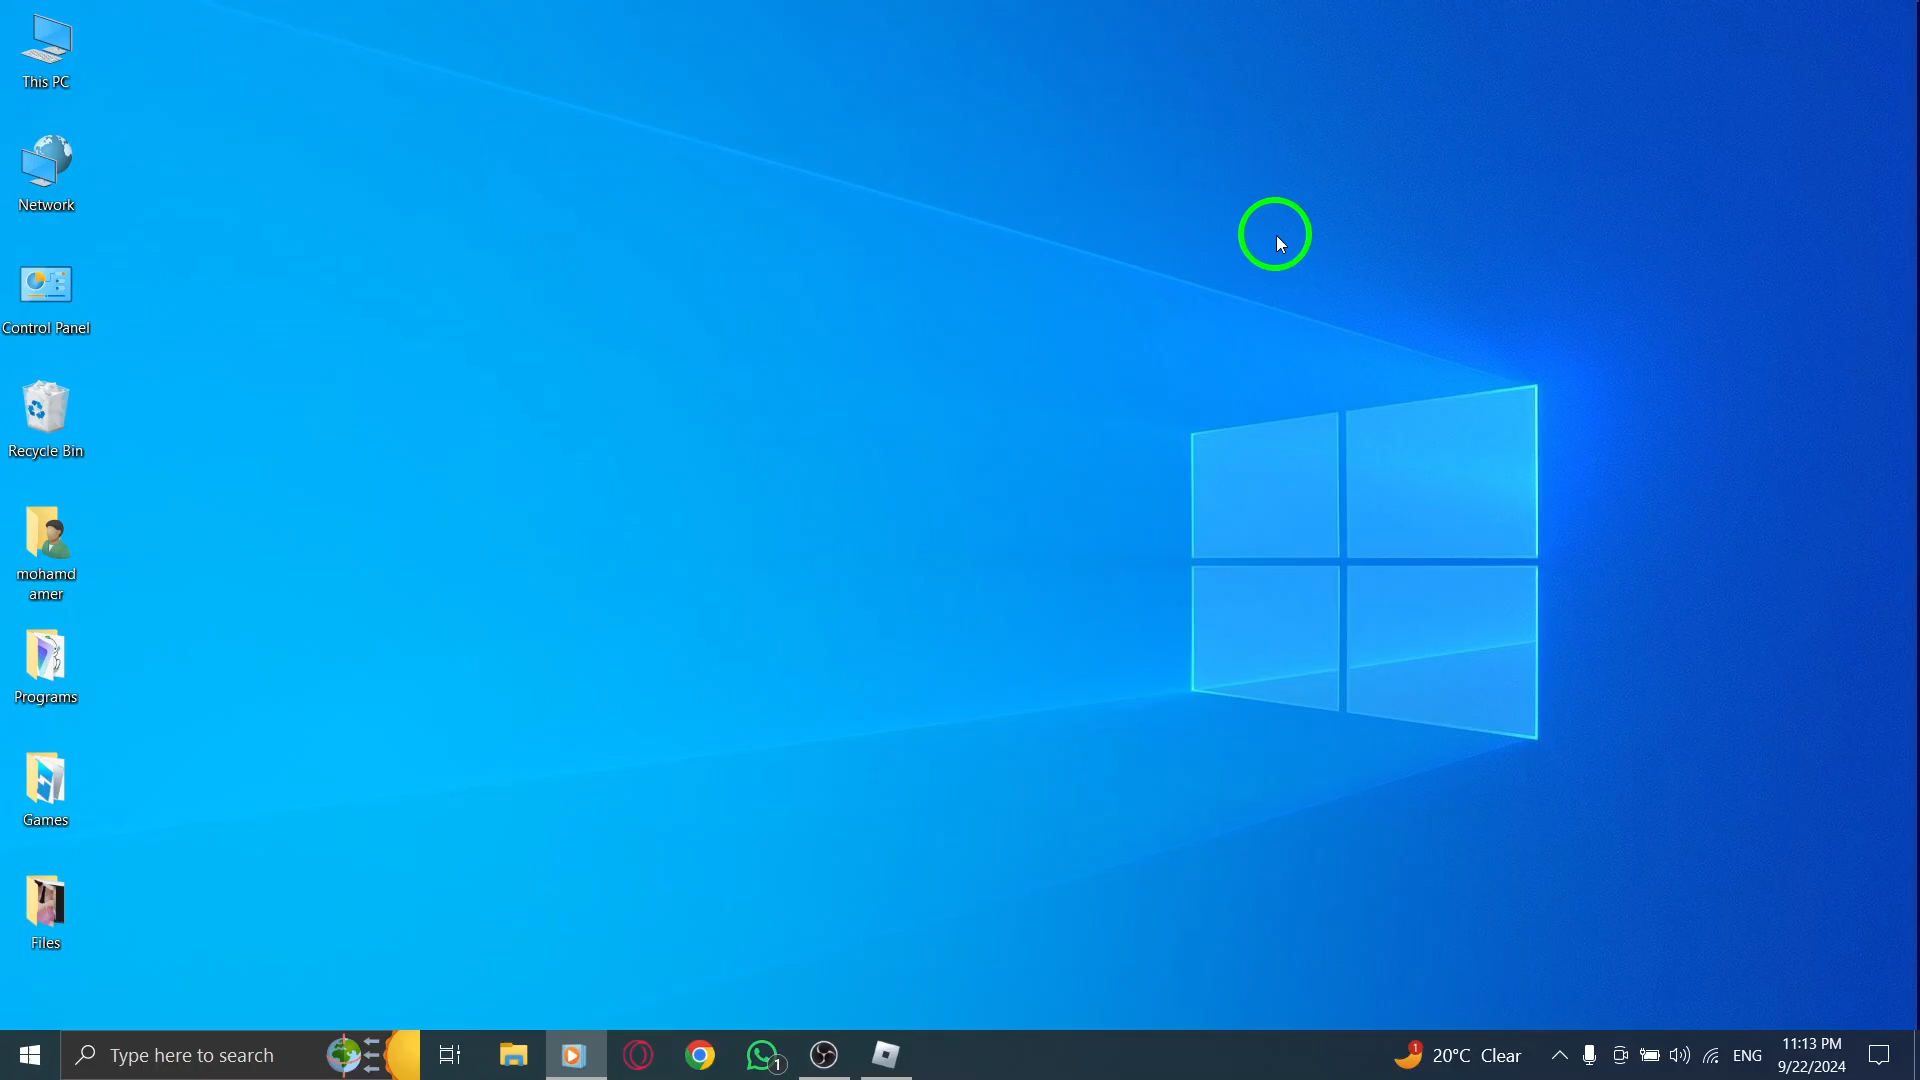 This PC
Network
Control Panel
Recycle Bin
mohamd
amer
Programs
Games
Files
Type here to search
1
1
20°C Clear
ENG
11:13 PM
9/22/2024